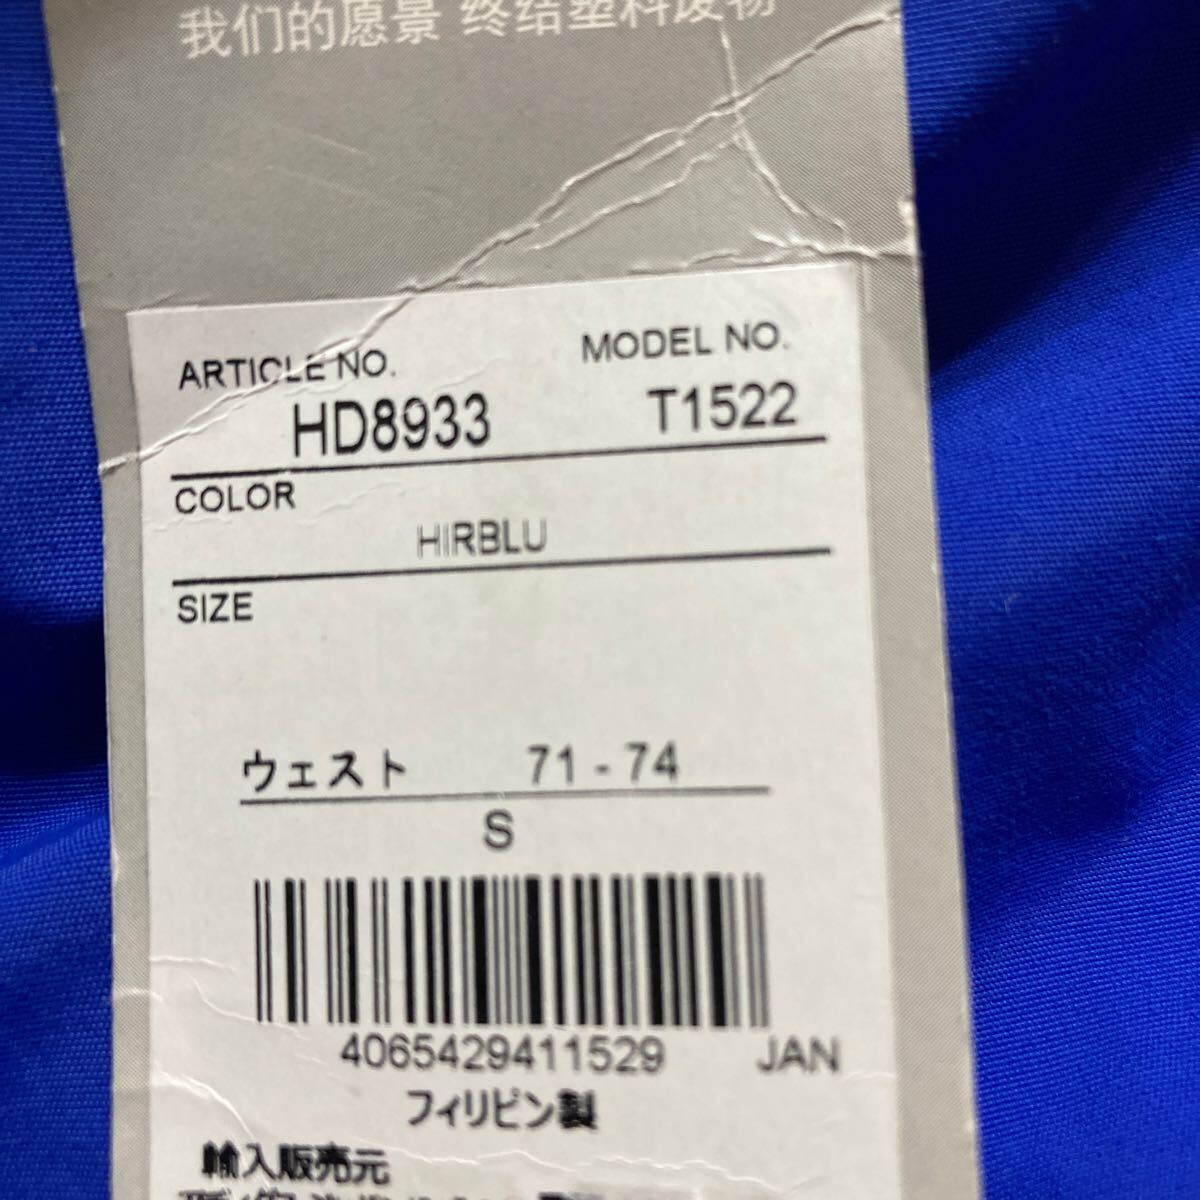 我们的愿景 终结塑料废物
ARTICLE NO. MODEL NO.
HD8933 T1522
COLOR
HIRBLU
SIZE
ウェスト 71 - 74
S
4065429411529 JAN
フィリピン製
輸入販売元